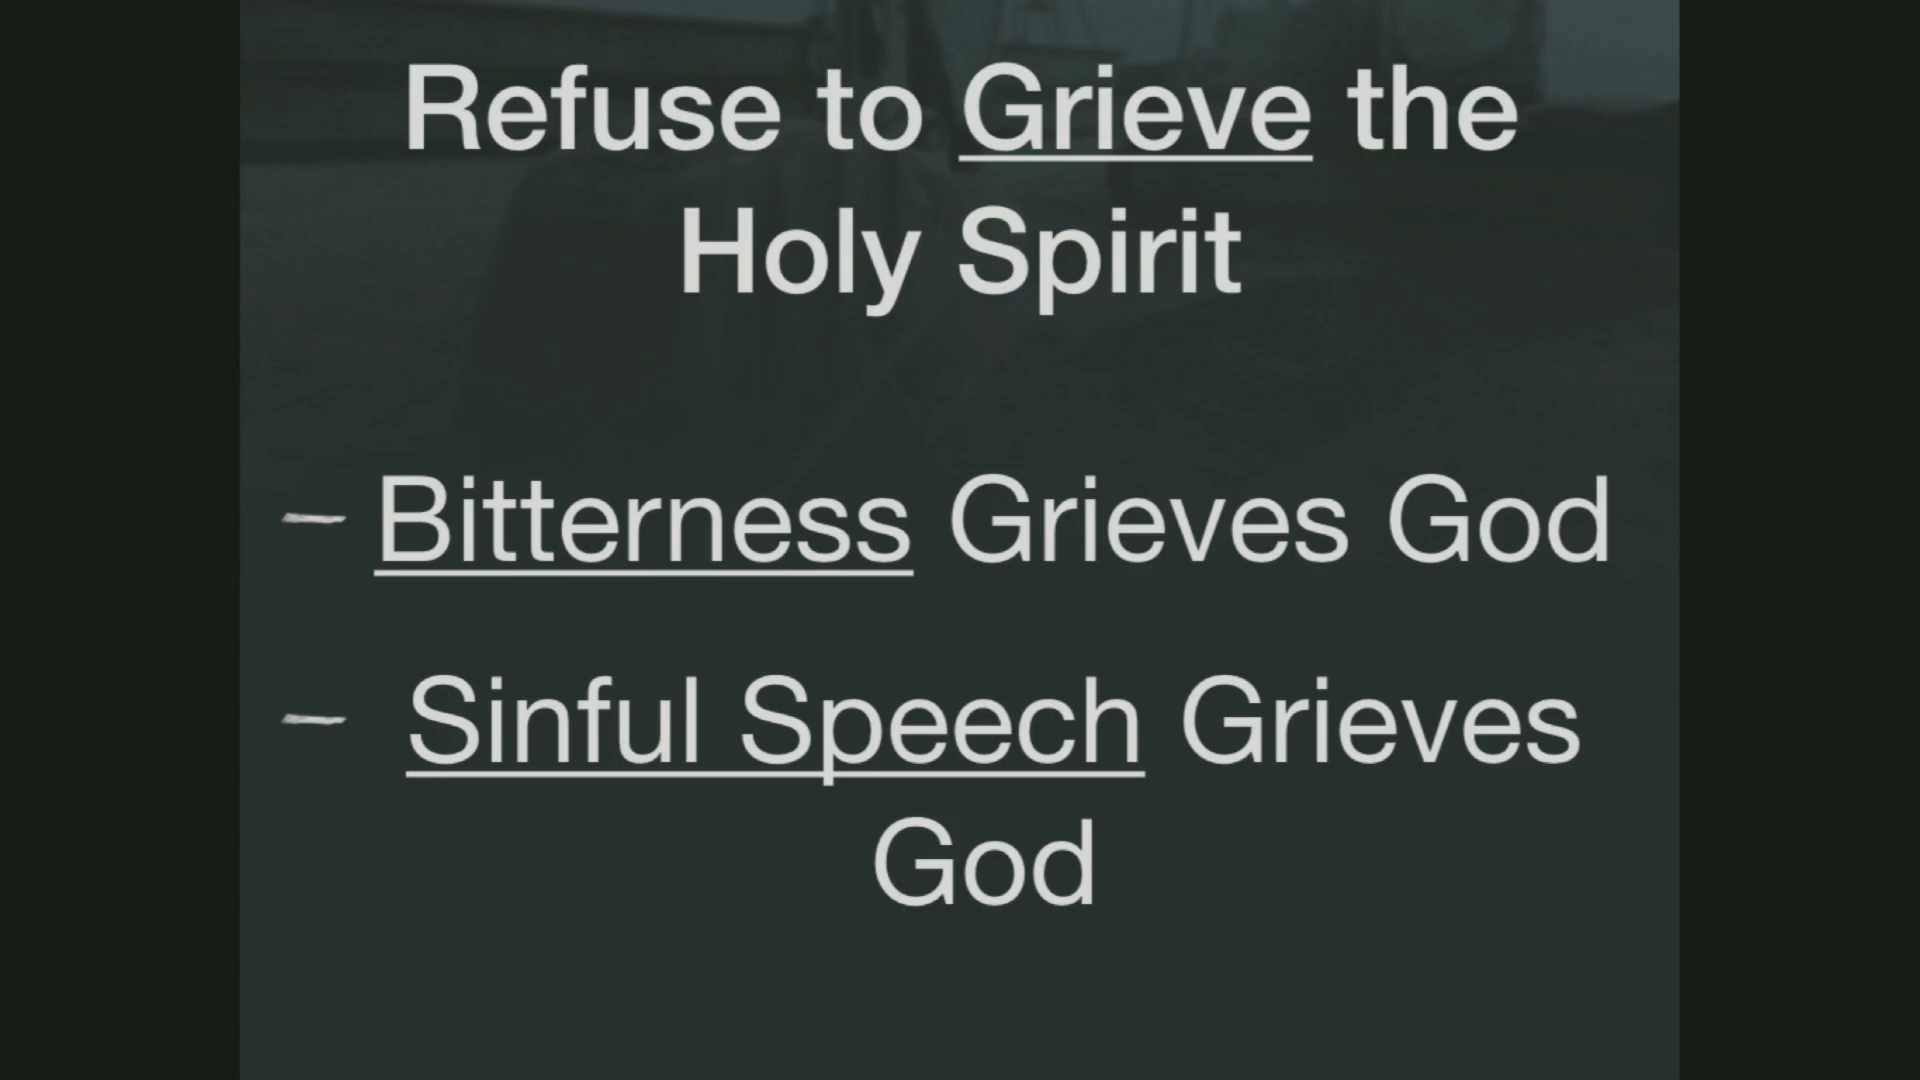 Refuse to Grieve the
Holy Spirit
– Bitterness Grieves God
– Sinful Speech Grieves
God